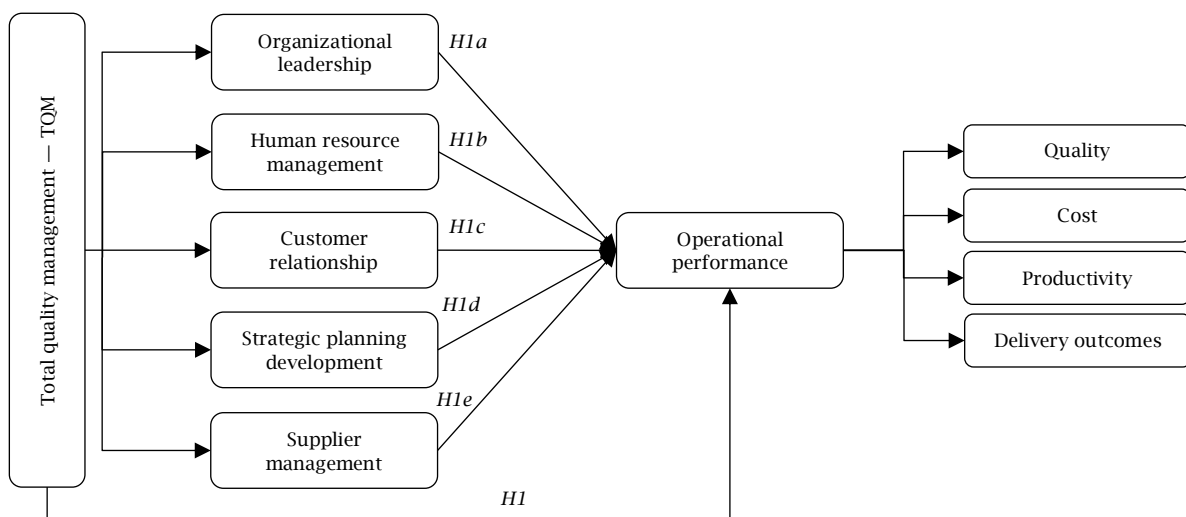 Total quality management — TQM
Organizational
leadership
Human resource
management
Customer
relationship
Strategic planning
development
Supplier
management
H1a
H1b
H1c
H1d
H1e
H1
Operational
performance
Quality
Cost
Productivity
Delivery outcomes